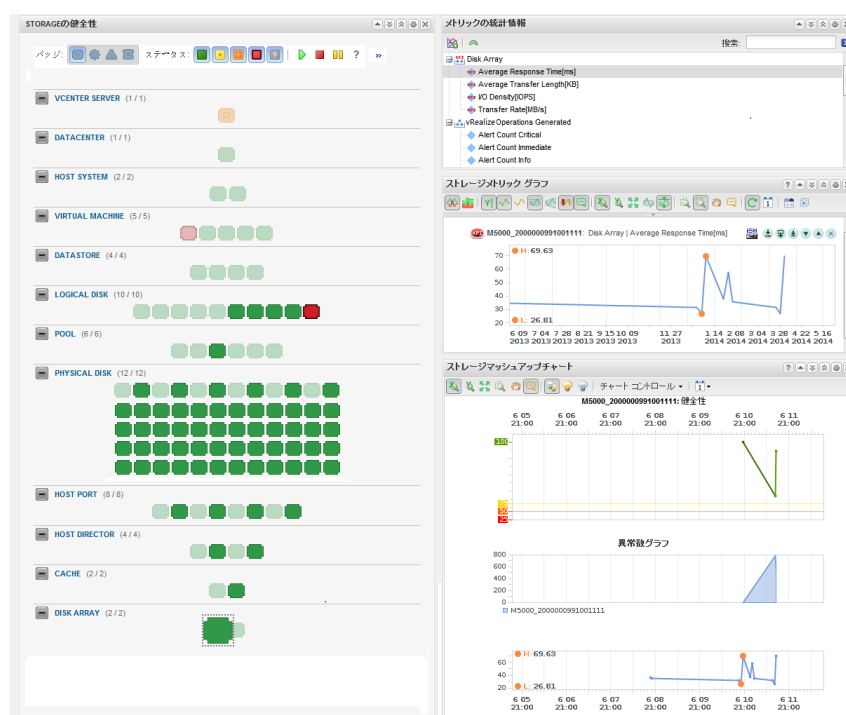 STORAGEの健全性
バッジ:
ステータス:
?
»
VCENTER SERVER (1/1)
DATACENTER (1/1)
HOST SYSTEM (2/2)
VIRTUAL MACHINE (5/5)
DATASTORE (4/4)
LOGICAL DISK (10/10)
POOL (6/6)
PHYSICAL DISK (12/12)
HOST PORT (8/8)
HOST DIRECTOR (4/4)
CACHE (2/2)
DISK ARRAY (2/2)
メトリックの統計情報
搜索:
Disk Array
Average Response Time[ms]
Average Transfer Length[KB]
I/O Density[IOPS]
Transfer Rate[MB/s]
vRealize Operations Generated
Alert Count Critical
Alert Count Immediate
Alert Count Info
ストレージメトリック グラフ
M5000_2000000991001111: Disk Array | Average Response Time[ms]
H: 69.63
70
60
50
40
30
20
L: 26.81
6 09 7 04 7 28 8 21 9 15 10 09 11 27 1 14 2 08 3 04 3 28 4 22 5 16
2013 2013 2013 2013 2013 2013 2013 2014 2014 2014 2014 2014 2014
ストレージマッシュアップチャート
チャート コントロール
M5000_2000000991001111: 健全性
6 05 6 06 6 07 6 08 6 09 6 10 6 11
21:00 21:00 21:00 21:00 21:00 21:00 21:00
100
75
50
25
異常数グラフ
800
600
400
200
0
M5000_2000000991001111
H: 69.63
60
40
20
L: 26.81
6 05 6 06 6 07 6 08 6 09 6 10 6 11
21:00 21:00 21:00 21:00 21:00 21:00 21:00